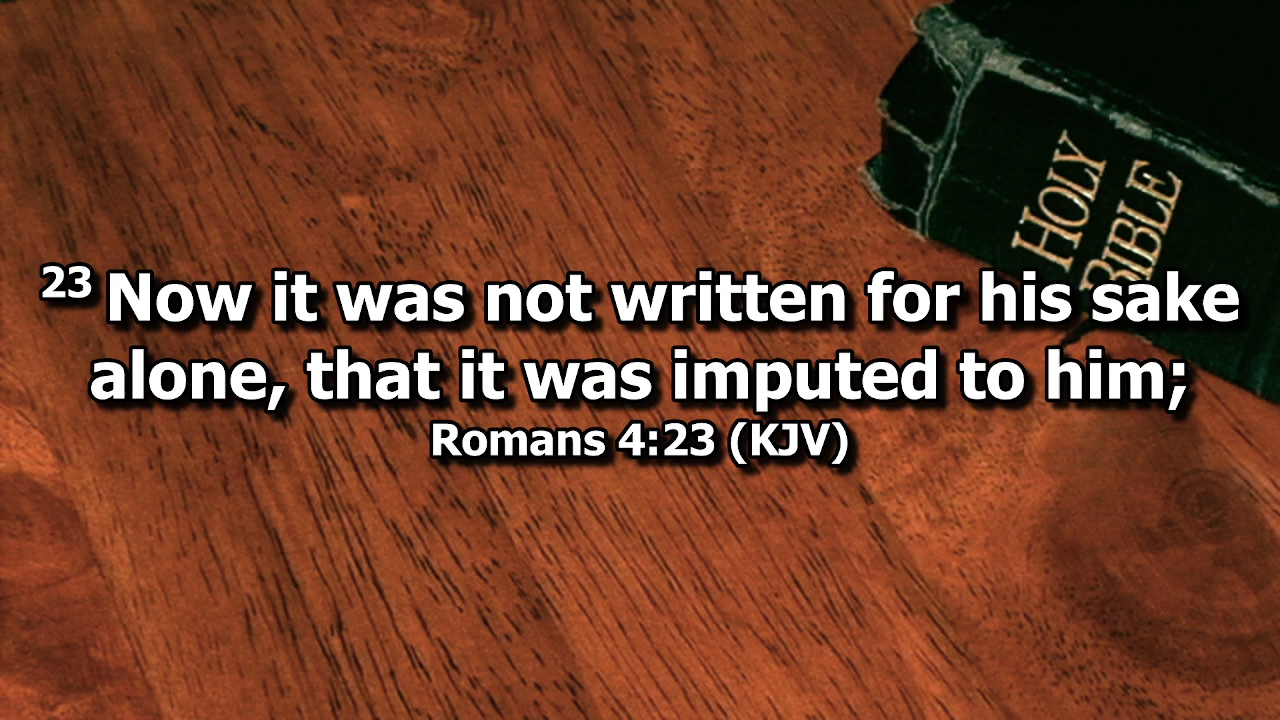 HOLY
BIBLE
23 Now it was not written for his sake
alone, that it was imputed to him;
Romans 4:23 (KJV)